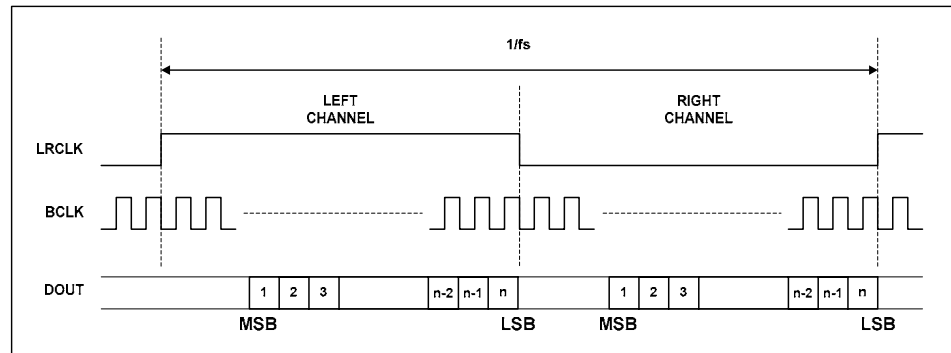 1/fs
LEFT
CHANNEL
RIGHT
CHANNEL
LRCLK
BCLK
DOUT
1 2 3 n-2 n-1 n 1 2 3 n-2 n-1 n
MSB LSB MSB LSB